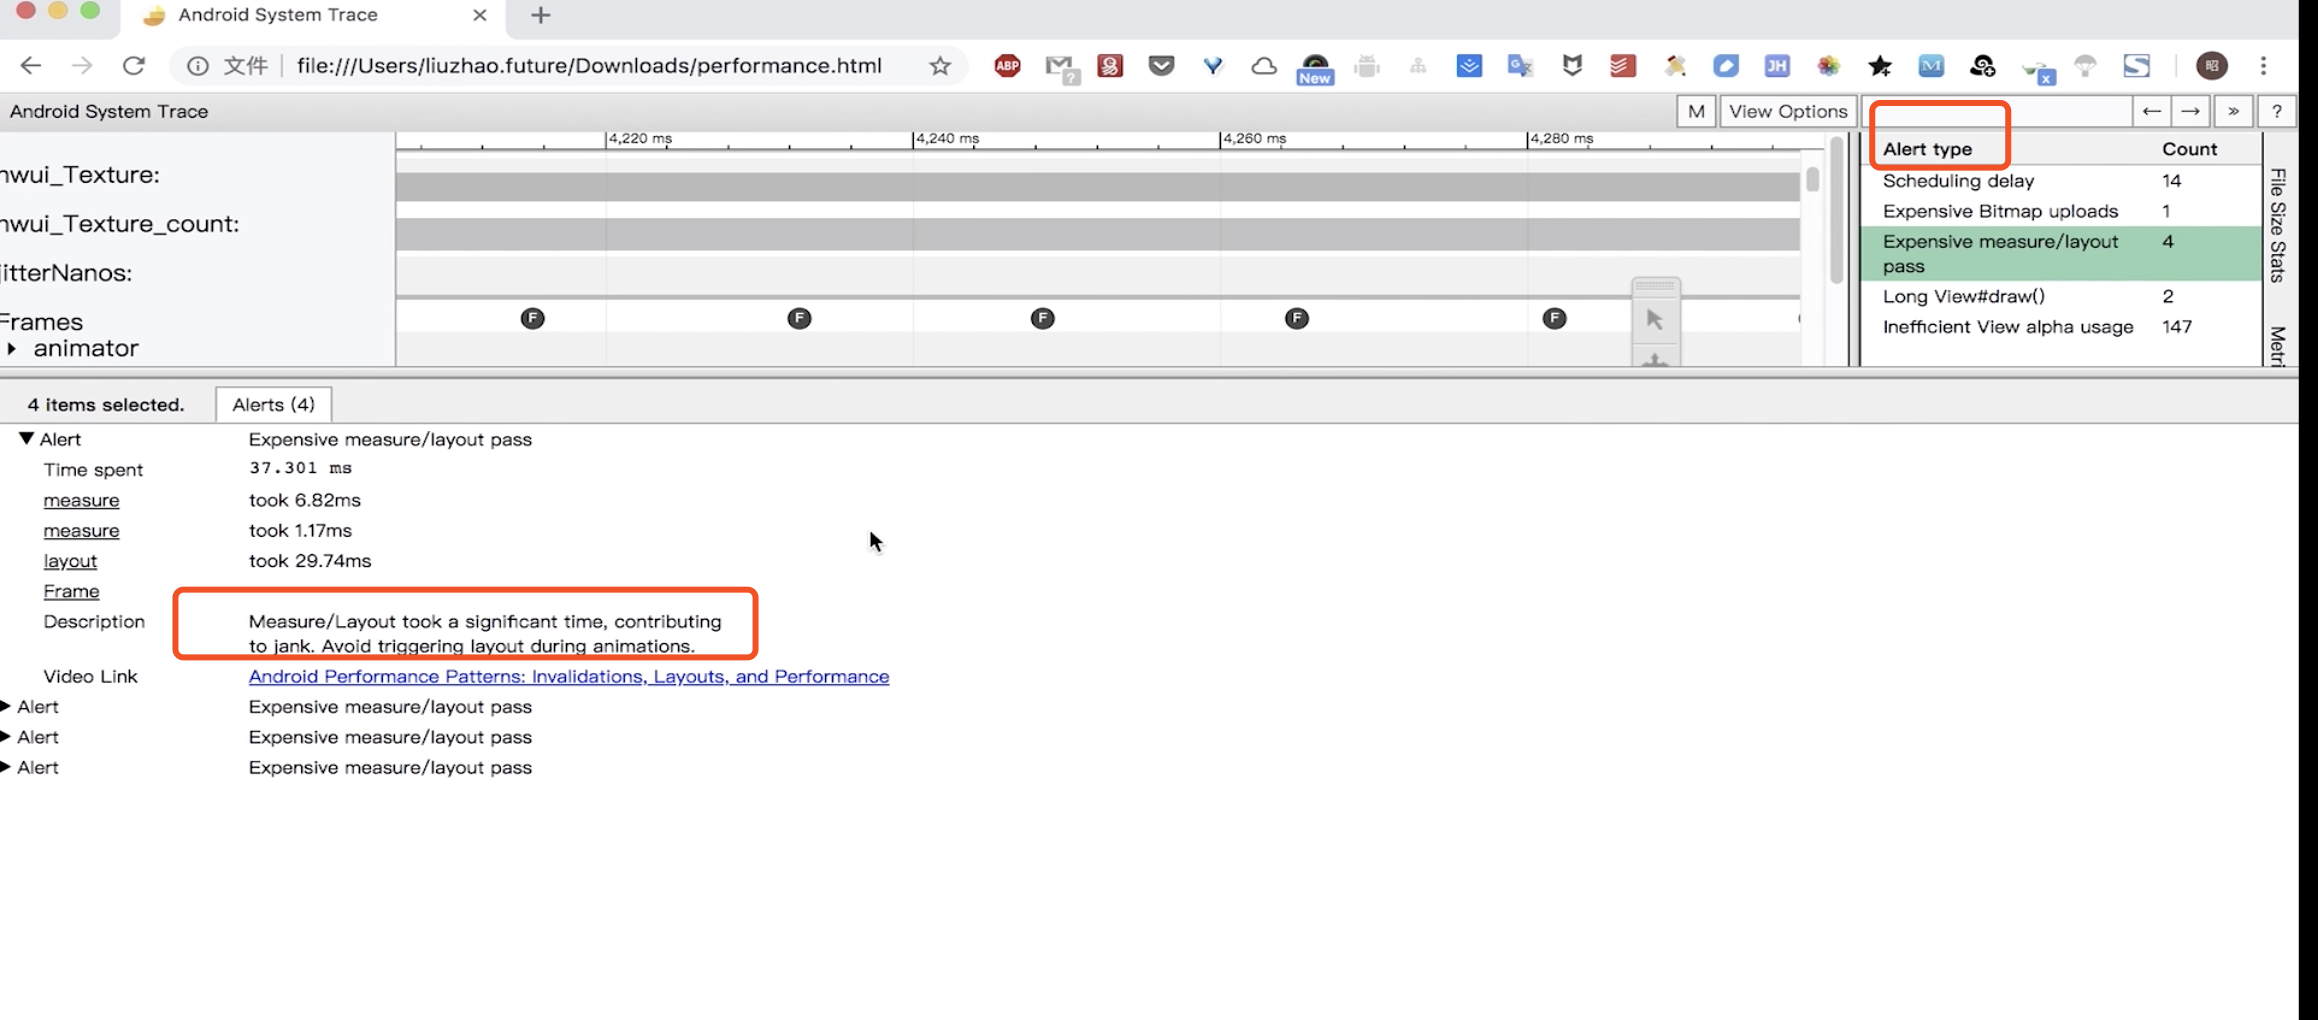 Android System Trace
文件 file:///Users/liuzhao.future/Downloads/performance.html
ABP
?
New
JH
M
x
S
昭
Android System Trace
M View Options
← → » ?
4,220 ms 4,240 ms 4,260 ms 4,280 ms
nwui_Texture:
nwui_Texture_count:
jitterNanos:
Frames
F F F F F
animator
Alert type Count
Scheduling delay 14
Expensive Bitmap uploads 1
Expensive measure/layout 4
pass
Long View#draw() 2
Inefficient View alpha usage 147
File Size Stats
Metri
4 items selected. Alerts (4)
Alert Expensive measure/layout pass
Time spent 37.301 ms
measure took 6.82ms
measure took 1.17ms
layout took 29.74ms
Frame
Description Measure/Layout took a significant time, contributing
to jank. Avoid triggering layout during animations.
Video Link Android Performance Patterns: Invalidations, Layouts, and Performance
Alert Expensive measure/layout pass
Alert Expensive measure/layout pass
Alert Expensive measure/layout pass